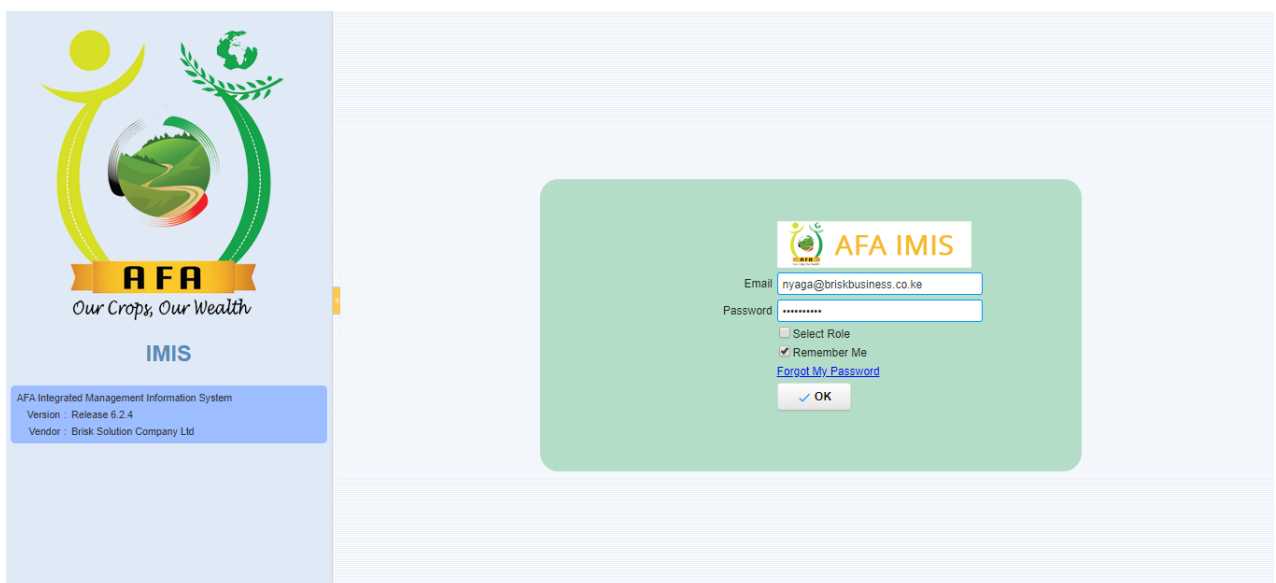 AFA
Our Crops, Our Wealth
IMIS
AFA Integrated Management Information System
Version : Release 6.2.4
Vendor : Brisk Solution Company Ltd
AFA IMIS
Email nyaga@briskbusiness.co.ke
Password ••••••••••
Select Role
Remember Me
Forgot My Password
OK